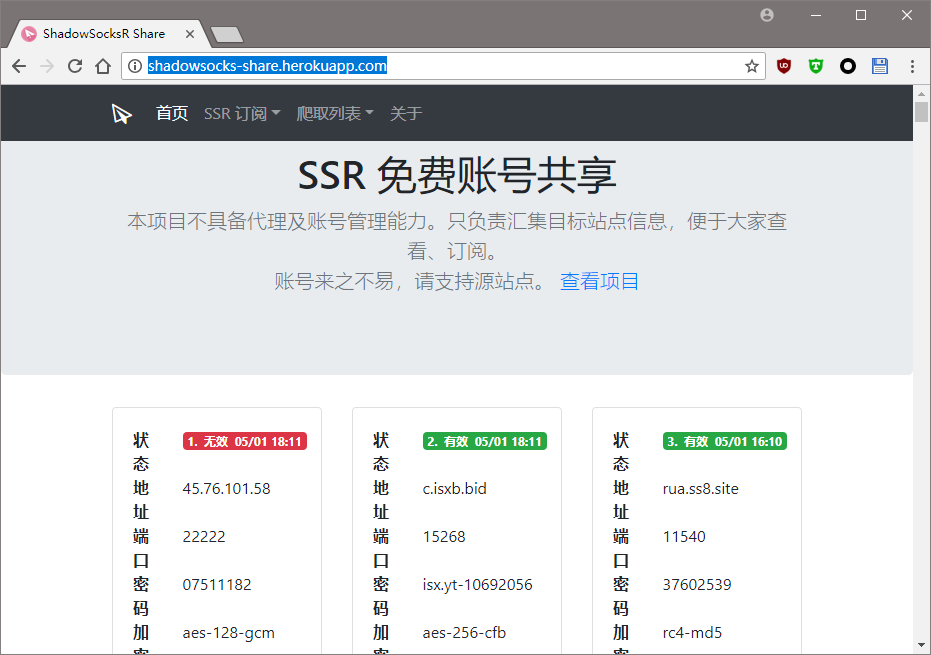 ShadowSocksR Share
shadowsocks-share.herokuapp.com
首页 SSR 订阅 爬取列表 关于
SSR 免费账号共享
本项目不具备代理及账号管理能力。只负责汇集目标站点信息，便于大家查
看、订阅。
账号来之不易，请支持源站点。 查看项目
状态 1. 无效 05/01 18:11
地址 45.76.101.58
端口 22222
密码 07511182
加 aes-128-gcm
状态 2. 有效 05/01 18:11
地址 c.isxb.bid
端口 15268
密码 isx.yt-10692056
加 aes-256-cfb
状态 3. 有效 05/01 16:10
地址 rua.ss8.site
端口 11540
密码 37602539
加 rc4-md5